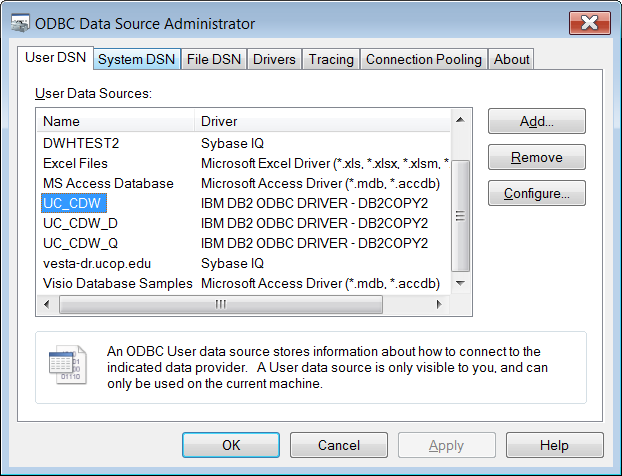 ODBC Data Source Administrator
User DSN System DSN File DSN Drivers Tracing Connection Pooling About
User Data Sources:
Name Driver
DWHTEST2 Sybase IQ
Excel Files Microsoft Excel Driver (*.xls, *.xlsx, *.xlsm, *
MS Access Database Microsoft Access Driver (*.mdb, *.accdb)
UC_CDW IBM DB2 ODBC DRIVER - DB2COPY2
UC_CDW_D IBM DB2 ODBC DRIVER - DB2COPY2
UC_CDW_Q IBM DB2 ODBC DRIVER - DB2COPY2
vesta-dr.ucop.edu Sybase IQ
Visio Database Samples Microsoft Access Driver (*.mdb, *.accdb)
Add...
Remove
Configure...
An ODBC User data source stores information about how to connect to the
indicated data provider. A User data source is only visible to you, and can
only be used on the current machine.
OK Cancel Apply Help